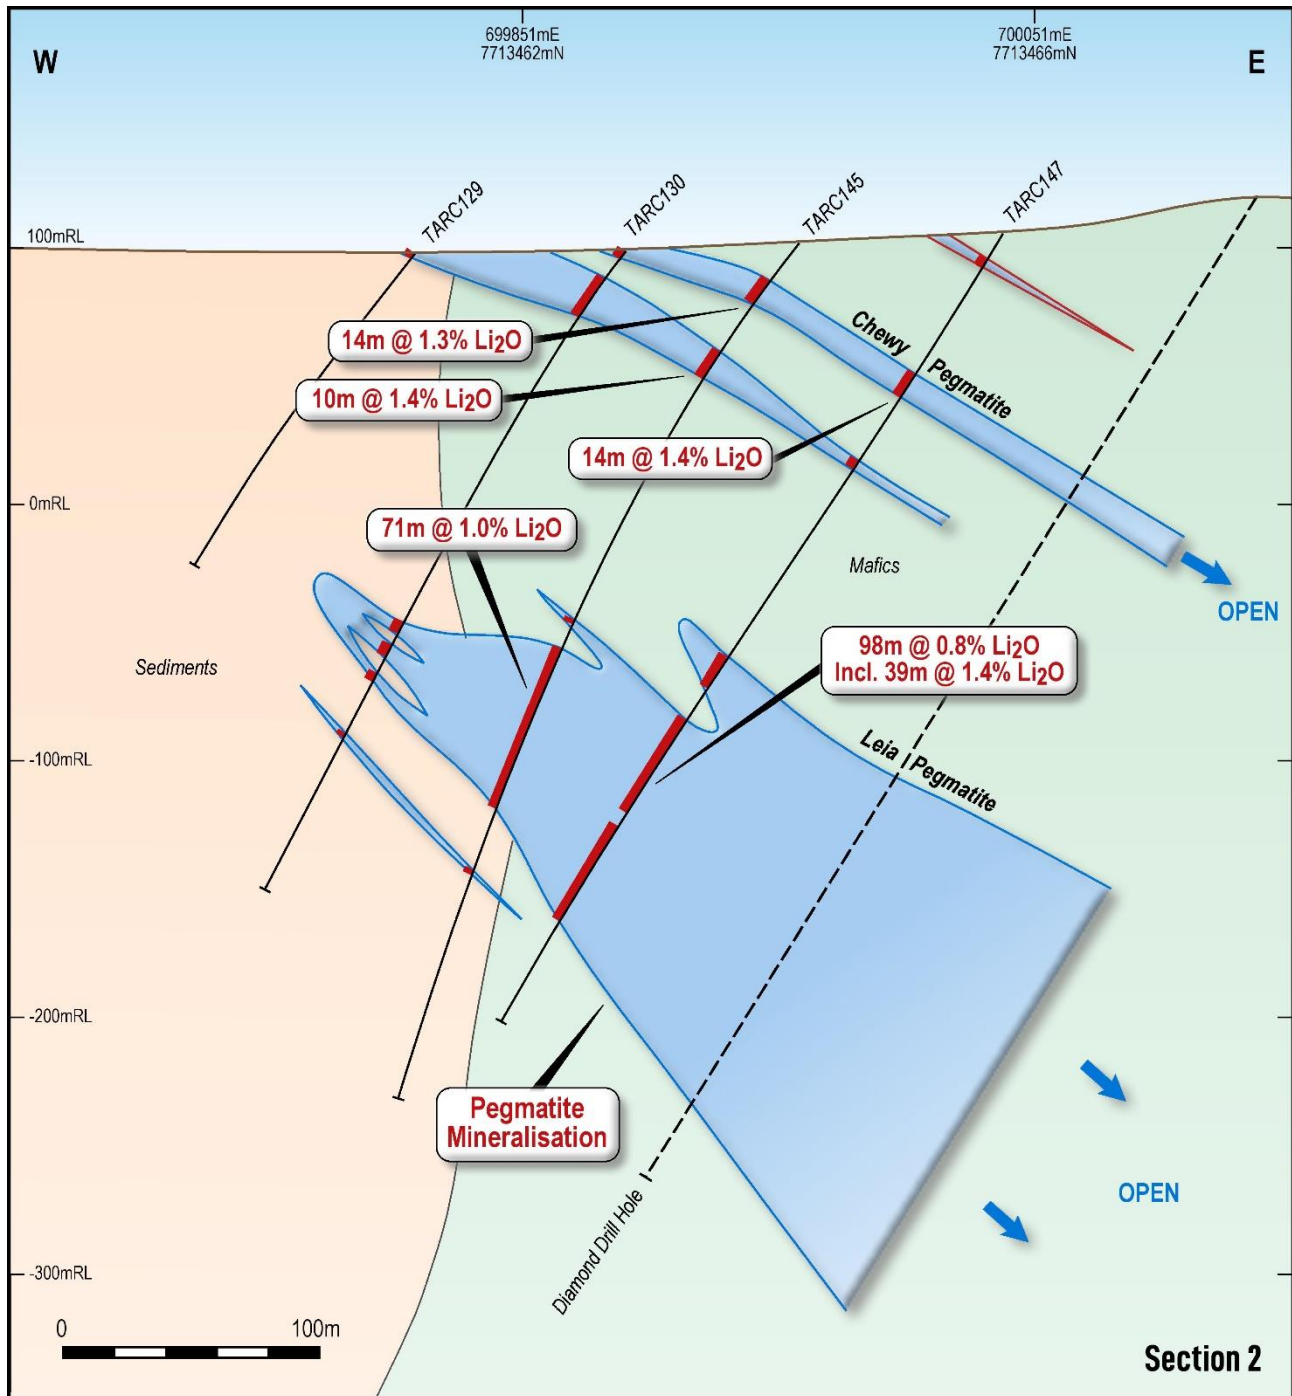 699851mE
7713462mN
700051mE
7713466mN
W
E
TARC129
TARC130
TARC145
TARC147
100mRL
14m @ 1.3% Li₂O
10m @ 1.4% Li₂O
Chewy Pegmatite
14m @ 1.4% Li₂O
0mRL
71m @ 1.0% Li₂O
Mafics
OPEN
Sediments
98m @ 0.8% Li₂O
Incl. 39m @ 1.4% Li₂O
Leia Pegmatite
-100mRL
-200mRL
Pegmatite
Mineralisation
Diamond Drill Hole
OPEN
-300mRL
0 100m
Section 2